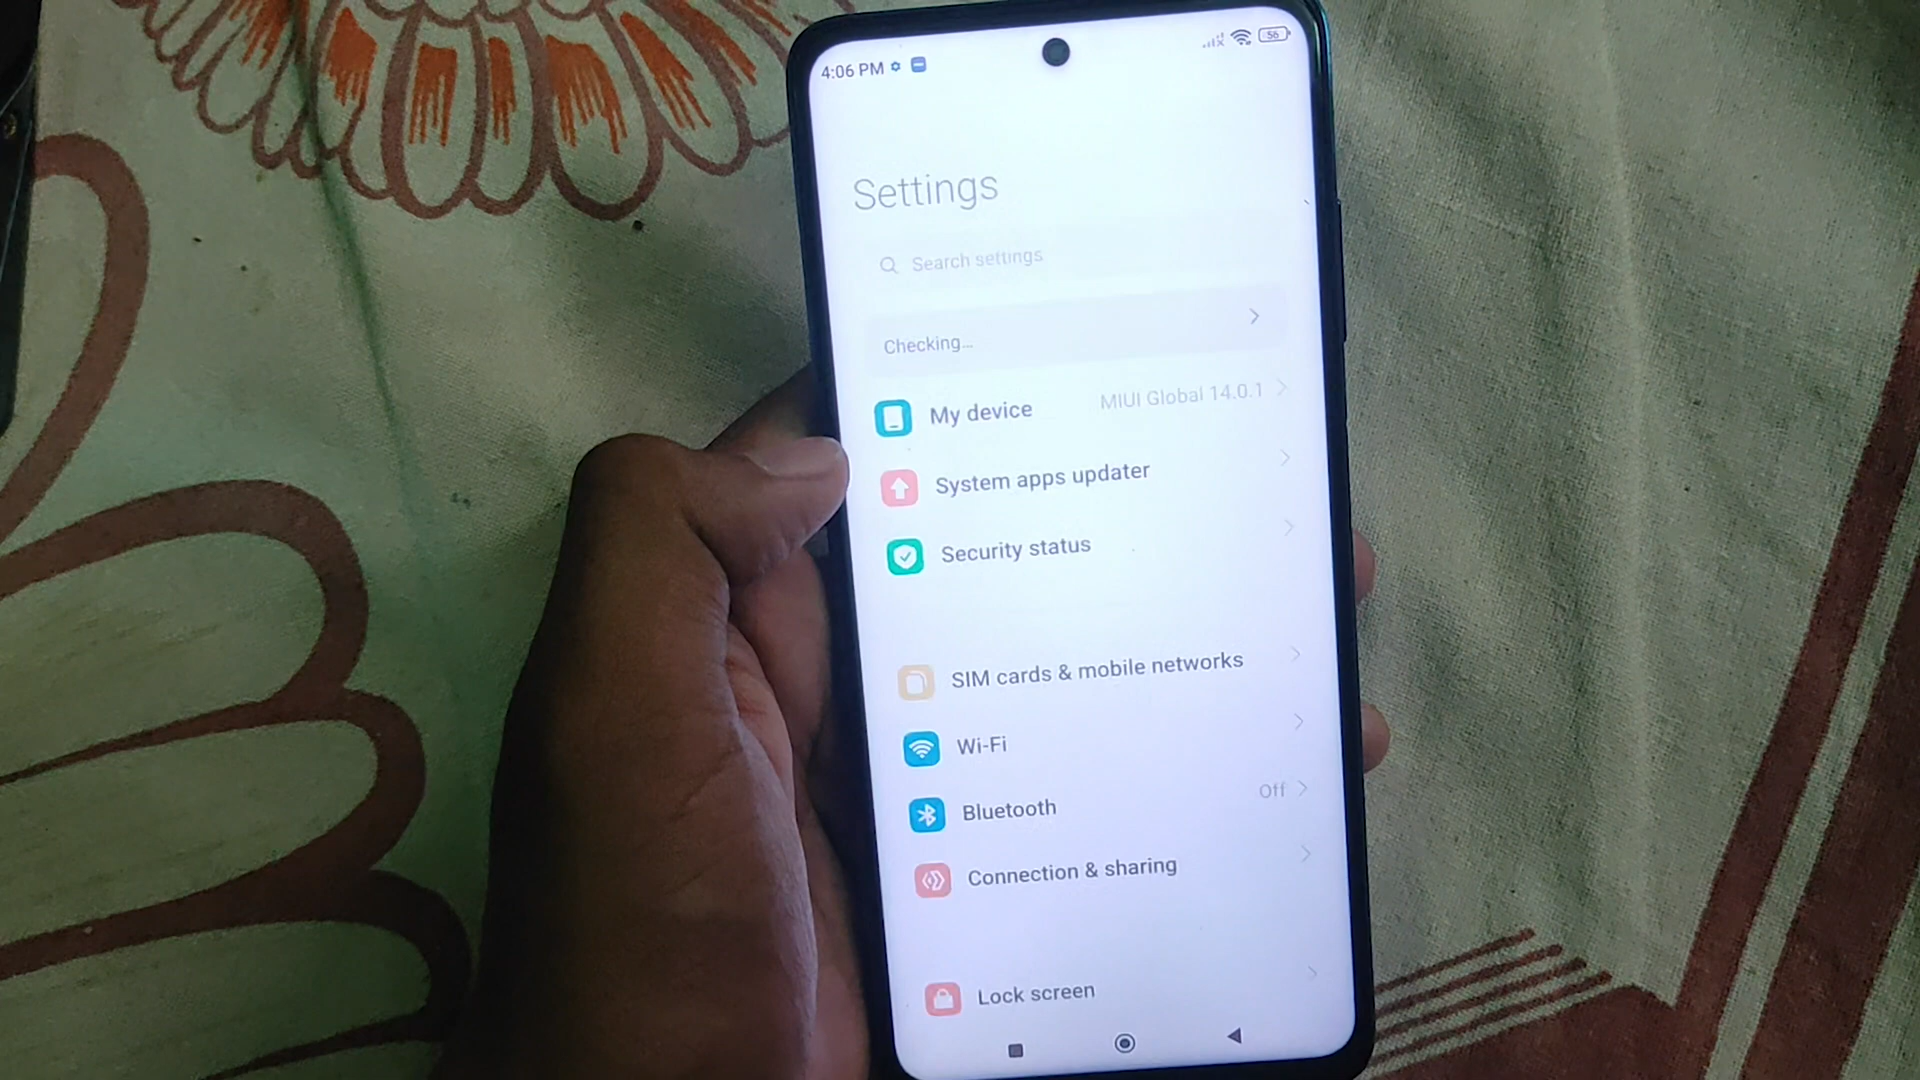 4:06 PM
56
Settings
Search settings
Checking...
My device MIUI Global 14.0.1
System apps updater
Security status
SIM cards & mobile networks
Wi-Fi
Bluetooth Off
Connection & sharing
Lock screen